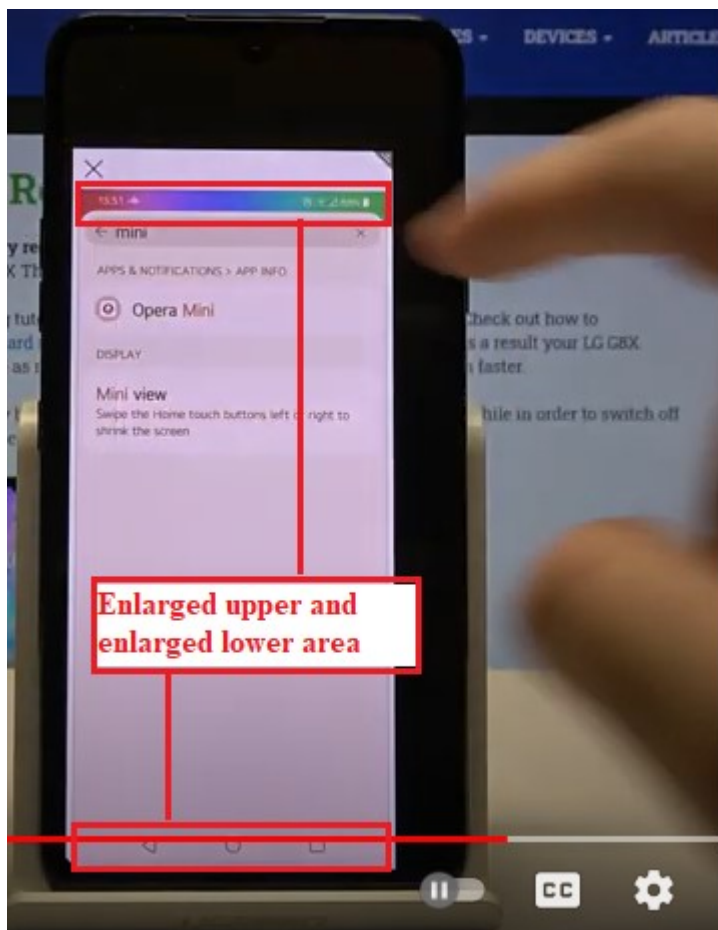 DEVICES -
ARTICLE
15:51
mini
APPS & NOTIFICATIONS > APP INFO
Opera Mini
Check out how to
DISPLAY
s a result your LG G8X
faster.
Mini view
Swipe the Home touch buttons left or right to
shrink the screen
hile in order to switch off
Enlarged upper and
enlarged lower area
CC